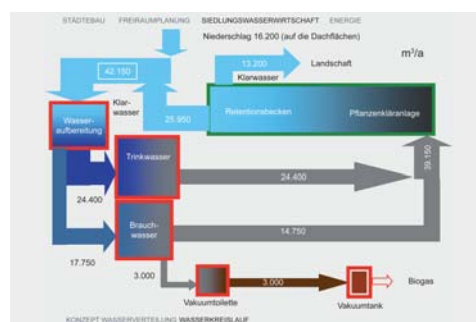 STÄDTEBAU FREIRAUMPLANUNG SIEDLUNGSWASSERWIRTSCHAFT ENERGIE
Niederschlag 16.200 (auf die Dachflächen)
m³/a
42.150
13.200
Landschaft
Klarwasser
Klar-
wasser
25.950
Retentionsbecken
Pflanzenkläranlage
Wasser-
aufbereitung
Trinkwasser
24.400
24.400
39.150
Brauch-
wasser
14.750
17.750
3.000
3.000
Biogas
Vakuumtoilette
Vakuumtank
KONZEPT WASSERVERTEILUNG WASSERKREISLAUF